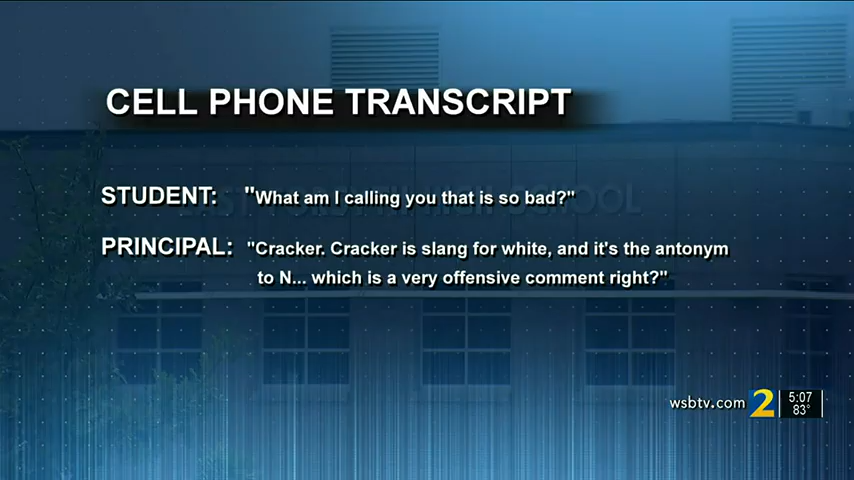 CELL PHONE TRANSCRIPT
STUDENT: "What am I calling you that is so bad?"
PRINCIPAL: "Cracker. Cracker is slang for white, and it's the antonym
to N... which is a very offensive comment right?"
wsbtv.com 2 5:07
83°